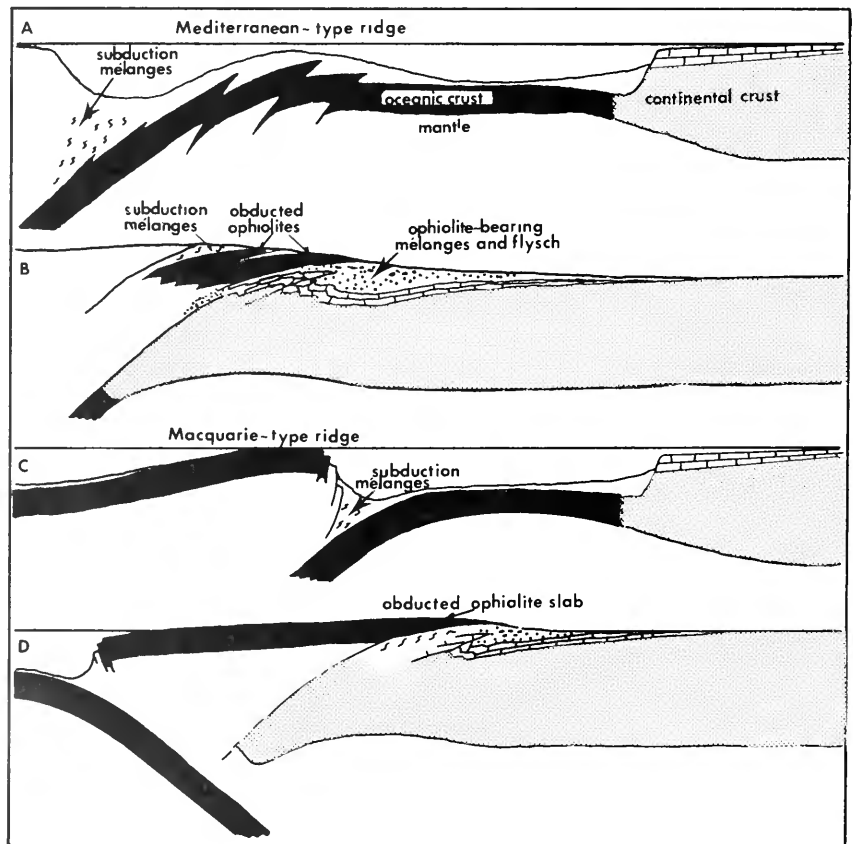 A
Mediterranean-type ridge
subduction
mélanges
oceanic crust
continental crust
mantle
B
subduction
mélanges
obducted
ophiolites
ophiolite-bearing
mélanges and flysch
Macquarie-type ridge
C
subduction
mélanges
obducted ophiolite slab
D